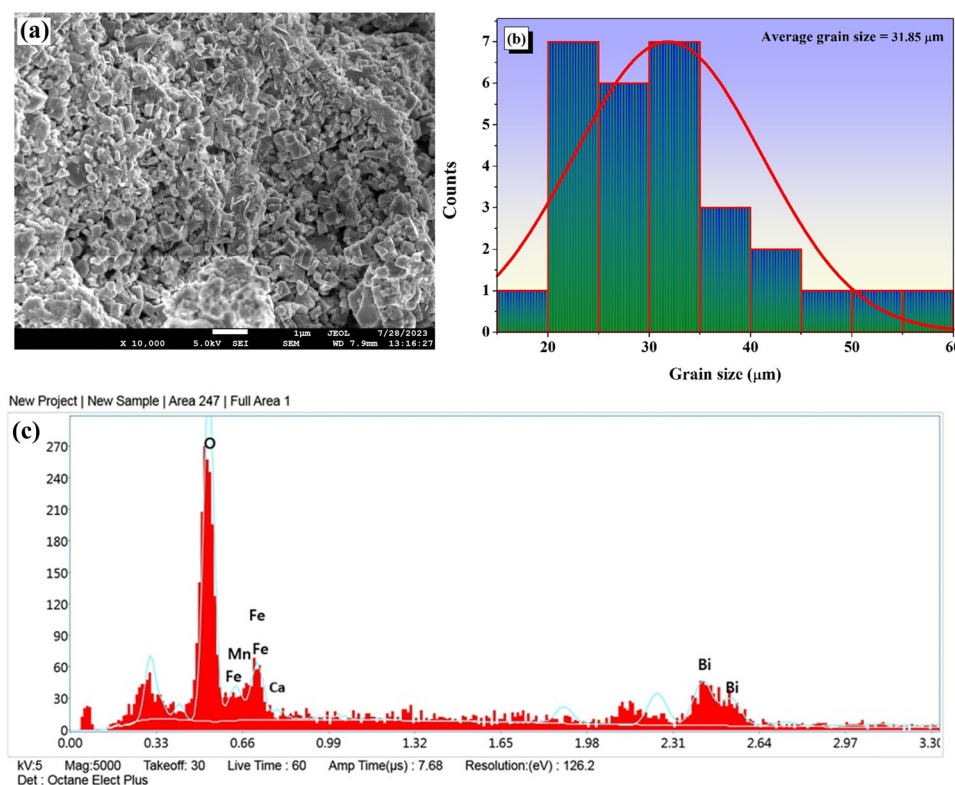 (a)
1μm JEOL 7/28/2023
X 10,000 5.0kV SEI SEM WD 7.9mm 13:16:27
(b)
Average grain size = 31.85 μm
Counts
7
6
5
4
3
2
1
0
20 30 40 50 60
Grain size (μm)
New Project | New Sample | Area 247 | Full Area 1
(c)
270
240
210
180
150
120
90
60
30
0
O
Fe
Mn Fe
Fe
Ca
Bi
Bi
0.00 0.33 0.66 0.99 1.32 1.65 1.98 2.31 2.64 2.97 3.30
kV:5 Mag:5000 Takeoff: 30 Live Time : 60 Amp Time(μs) : 7.68 Resolution:(eV) : 126.2
Det : Octane Elect Plus